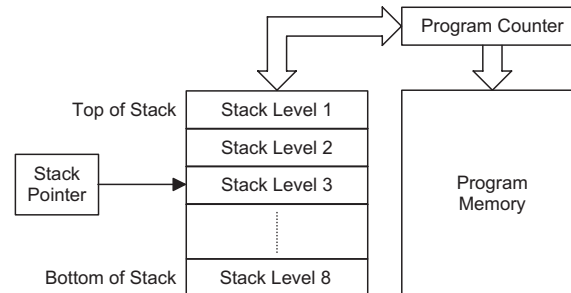 Program Counter
Top of Stack
Stack Level 1
Stack Level 2
Stack
Pointer
Stack Level 3
Program
Memory
Bottom of Stack
Stack Level 8